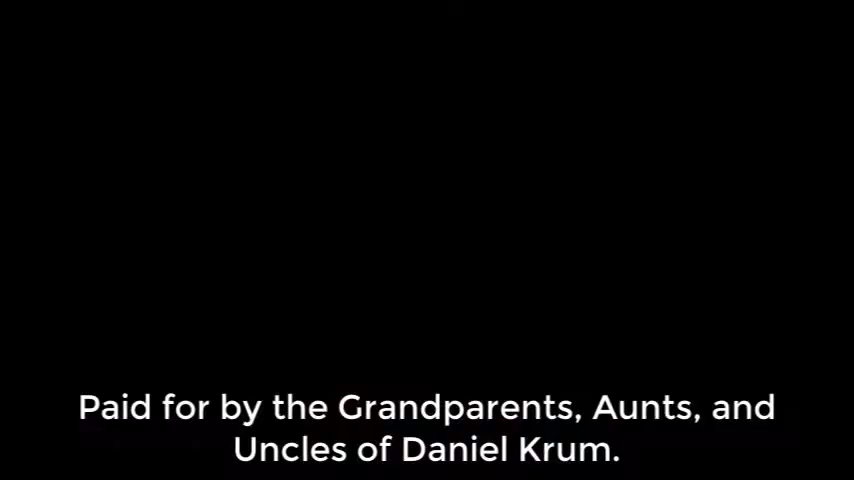 Paid for by the Grandparents, Aunts, and
Uncles of Daniel Krum.